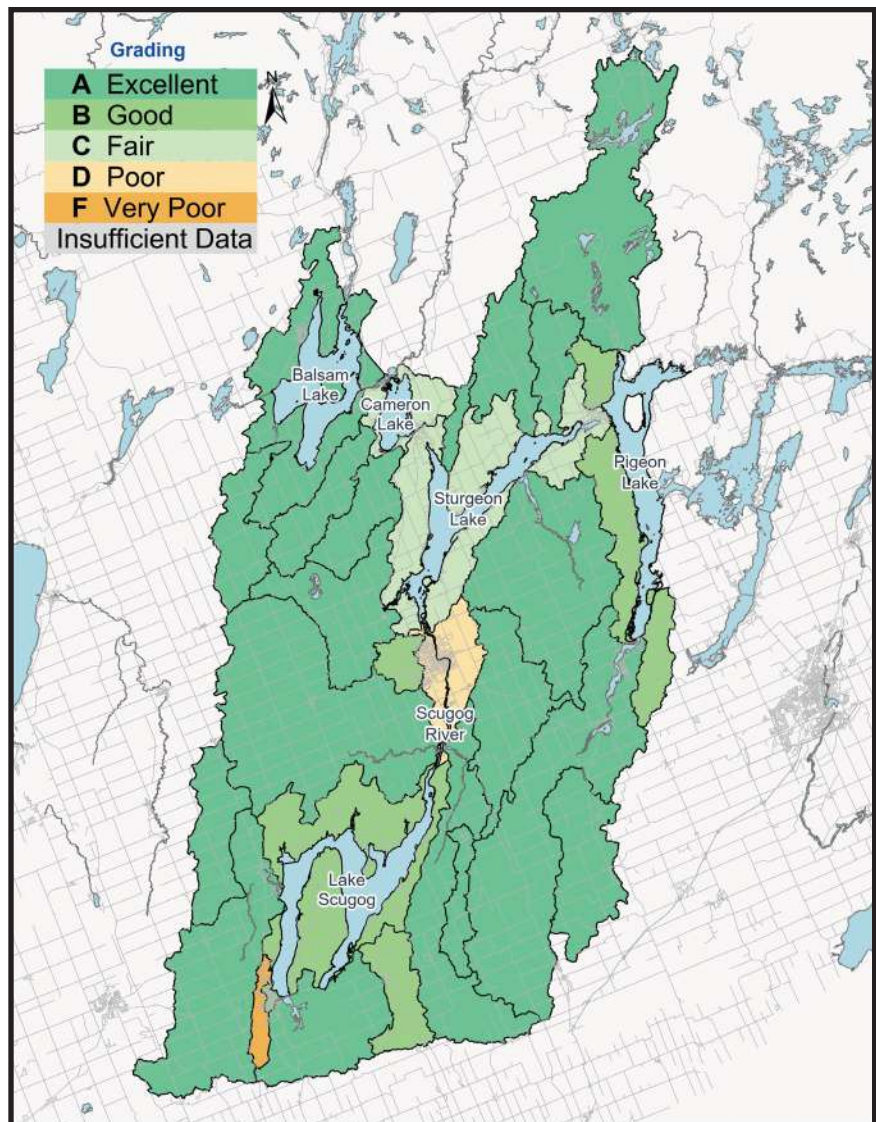 Grading
A Excellent
B Good
C Fair
D Poor
F Very Poor
Insufficient Data
N
Balsam
Lake
Cameron
Lake
Sturgeon
Lake
Pigeon
Lake
Scugog
River
Lake
Scugog